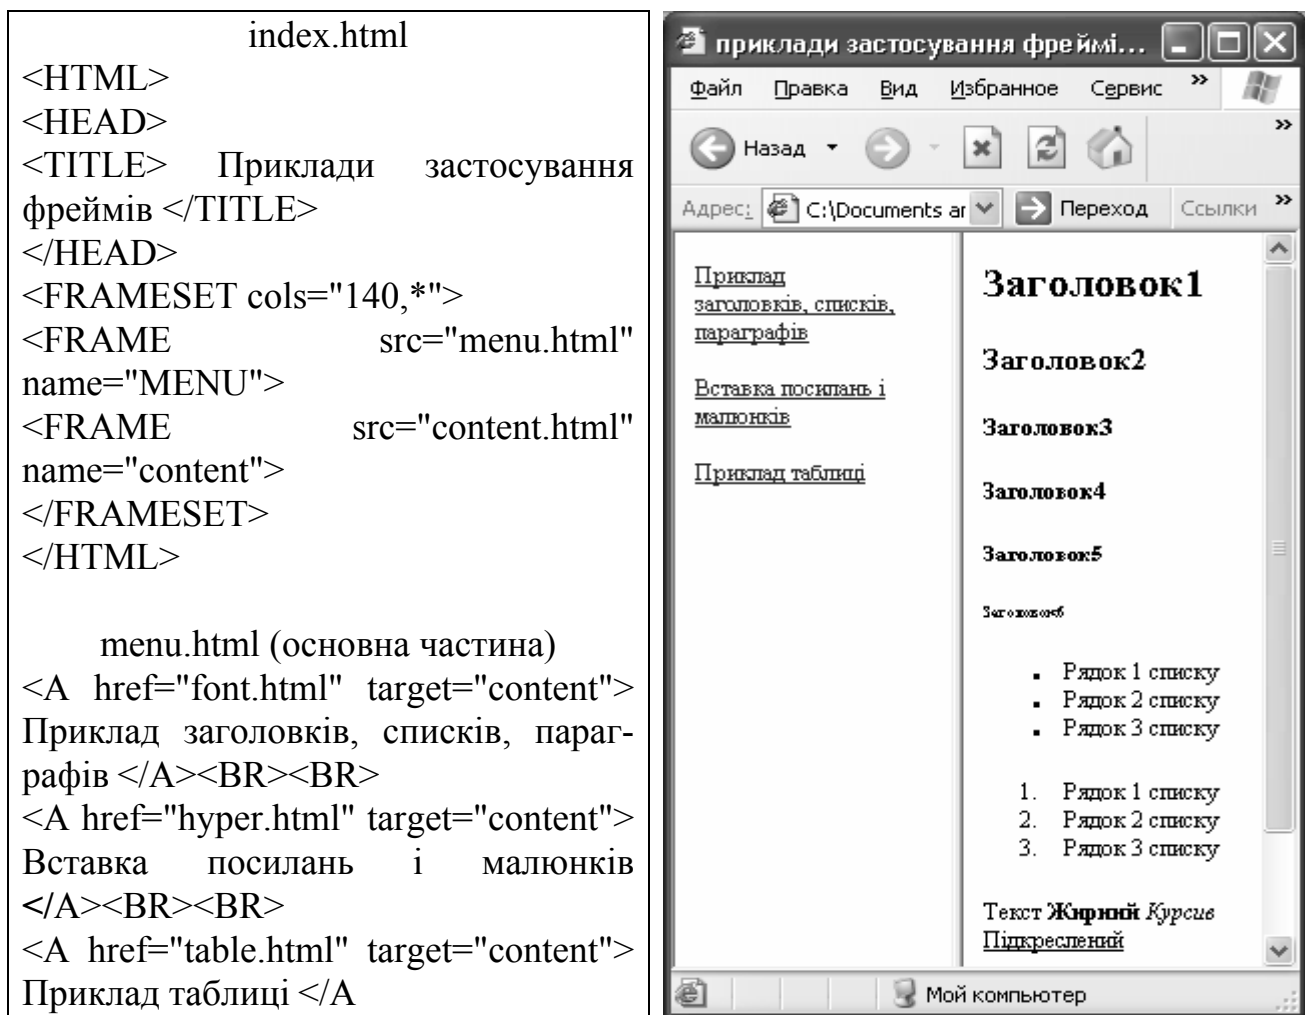 index.html
<HTML>
<HEAD>
<TITLE> Приклади застосування
фреймів </TITLE>
</HEAD>
<FRAMESET cols="140,*">
<FRAME src="menu.html"
name="MENU">
<FRAME src="content.html"
name="content">
</FRAMESET>
</HTML>
menu.html (основна частина)
<A href="font.html" target="content">
Приклад заголовків, списків, параг-
рафів </A><BR><BR>
<A href="hyper.html" target="content">
Вставка посилань і малюнків
</A><BR><BR>
<A href="table.html" target="content">
Приклад таблиці </A
приклади застосування фреймі...
Файл Правка Вид Избранное Сервис »
Назад »
Адрес: C:\Documents ar Переход Ссылки »
Приклад
заголовків, списків,
параграфів
Вставка посилань і
малюнків
Приклад таблиці
Заголовок1
Заголовок2
Заголовок3
Заголовок4
Заголовок5
Заголовок6
▪ Рядок 1 списку
▪ Рядок 2 списку
▪ Рядок 3 списку
1. Рядок 1 списку
2. Рядок 2 списку
3. Рядок 3 списку
Текст Жирний Курсив
Підкреслений
Мой компьютер